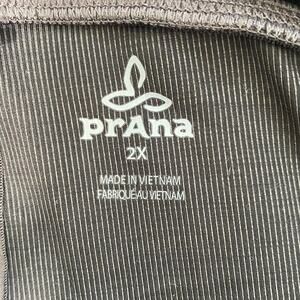 prAna
2X
MADE IN VIETNAM
FABRIQUÉ AU VIETNAM